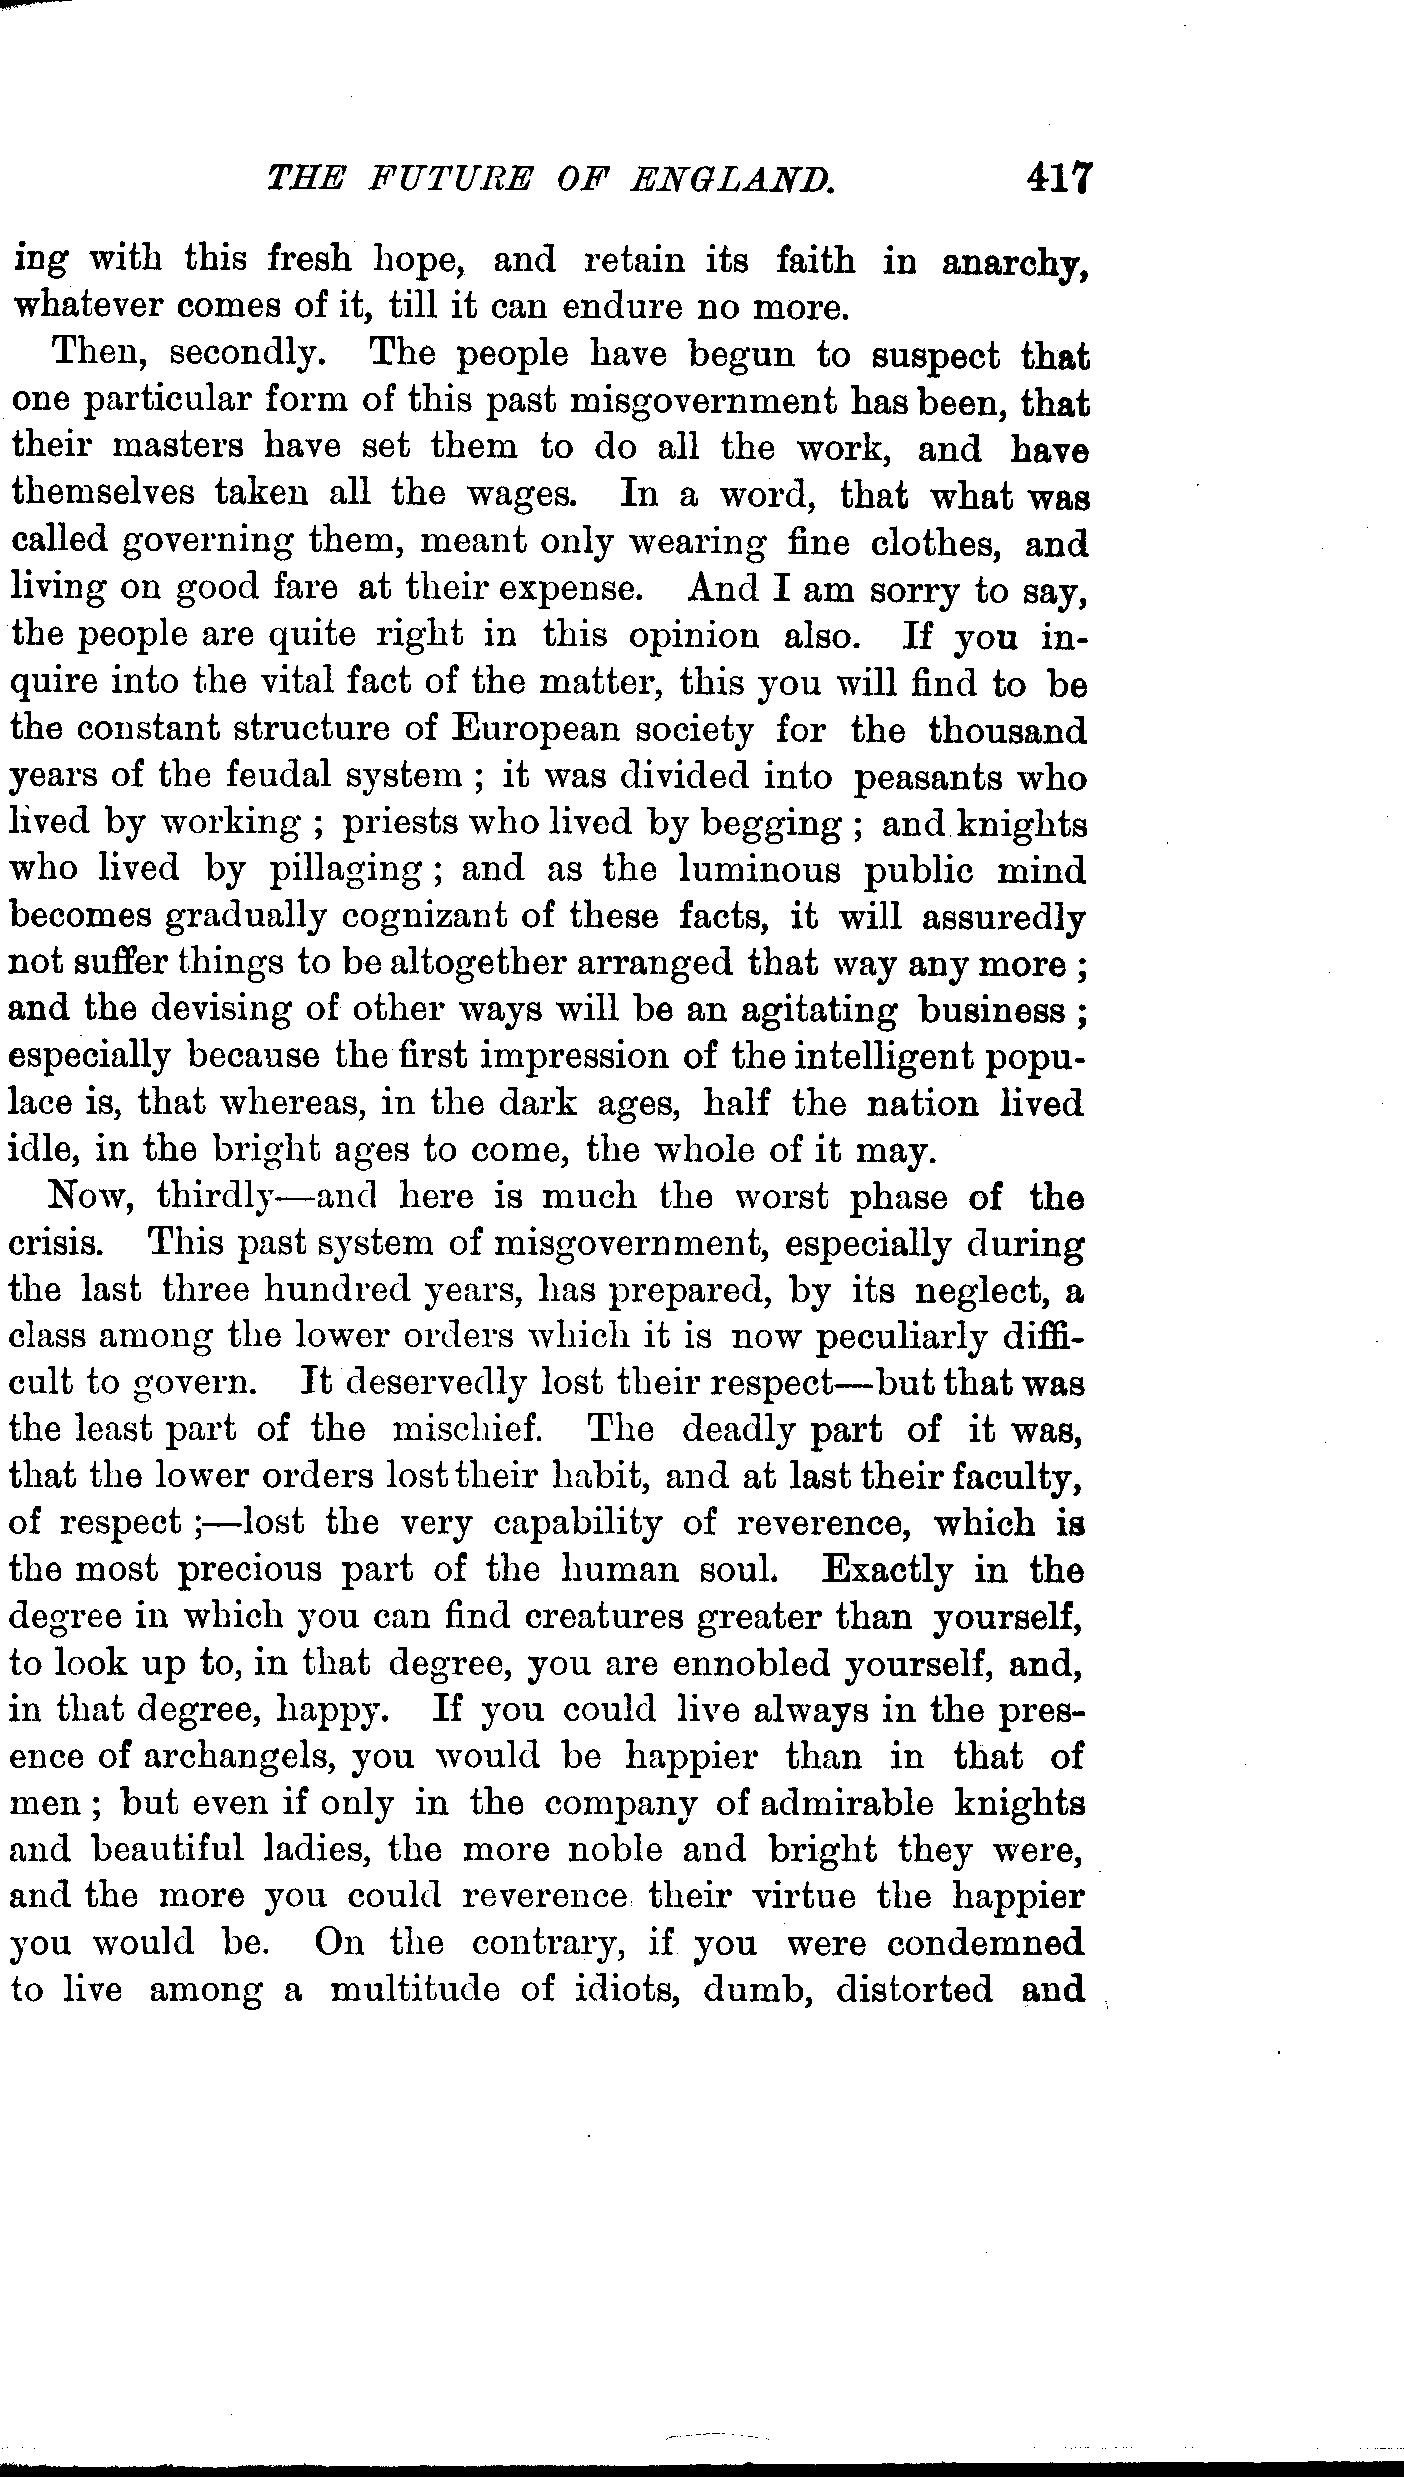 THE FUTURE OF ENGLAND. 417
ing with this fresh hope, and retain its faith in anarchy,
whatever comes of it, till it can endure no more.
Then, secondly. The people have begun to suspect that
one particular form of this past misgovernment has been, that
their masters have set them to do all the work, and have
themselves taken all the wages. In a word, that what was
called governing them, meant only wearing fine clothes, and
living on good fare at their expense. And I am sorry to say,
the people are quite right in this opinion also. If you in-
quire into the vital fact of the matter, this you will find to be
the constant structure of European society for the thousand
years of the feudal system ; it was divided into peasants who
lived by working ; priests who lived by begging ; and knights
who lived by pillaging ; and as the luminous public mind
becomes gradually cognizant of these facts, it will assuredly
not suffer things to be altogether arranged that way any more ;
and the devising of other ways will be an agitating business ;
especially because the first impression of the intelligent popu-
lace is, that whereas, in the dark ages, half the nation lived
idle, in the bright ages to come, the whole of it may.
Now, thirdly—and here is much the worst phase of the
crisis. This past system of misgovernment, especially during
the last three hundred years, has prepared, by its neglect, a
class among the lower orders which it is now peculiarly diffi-
cult to govern. It deservedly lost their respect—but that was
the least part of the mischief. The deadly part of it was,
that the lower orders lost their habit, and at last their faculty,
of respect ;—lost the very capability of reverence, which is
the most precious part of the human soul. Exactly in the
degree in which you can find creatures greater than yourself,
to look up to, in that degree, you are ennobled yourself, and,
in that degree, happy. If you could live always in the pres-
ence of archangels, you would be happier than in that of
men ; but even if only in the company of admirable knights
and beautiful ladies, the more noble and bright they were,
and the more you could reverence their virtue the happier
you would be. On the contrary, if you were condemned
to live among a multitude of idiots, dumb, distorted and